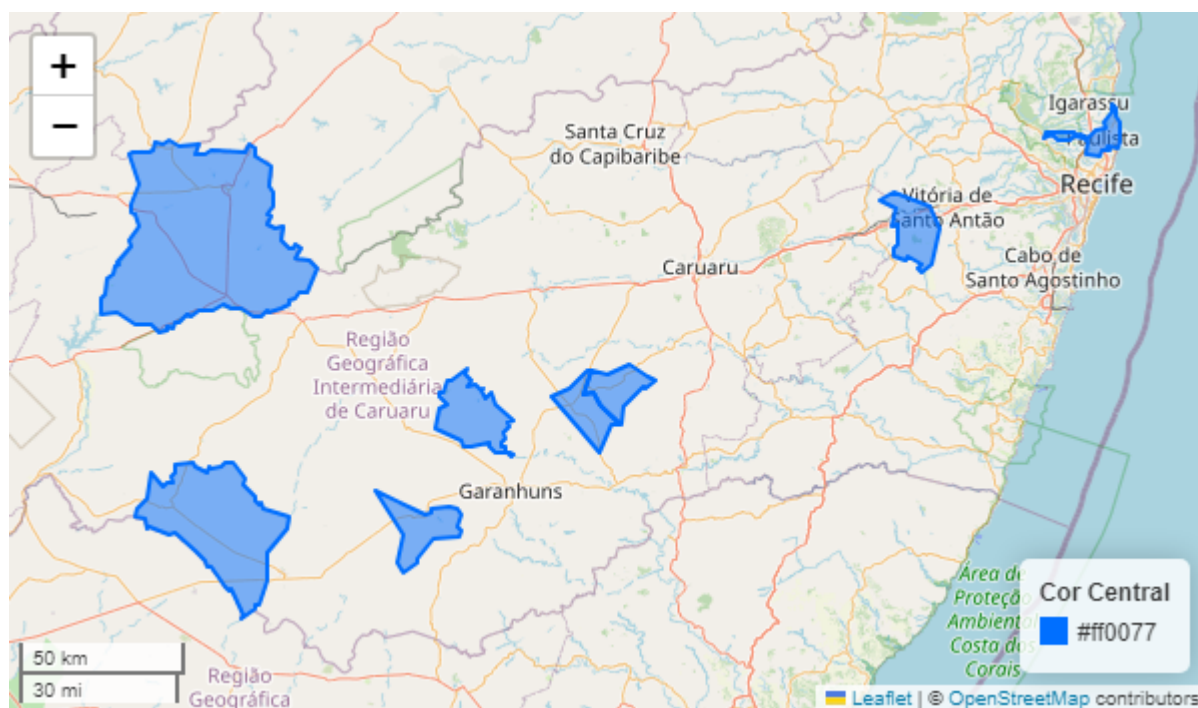 +
−
Igarassu
Paulista
Recife
Santa Cruz
do Capibaribe
Vitória de
Santo Antão
Cabo de
Santo Agostinho
Caruaru
Região
Geográfica
Intermediária
de Caruaru
Garanhuns
Área de
Proteção
Ambiental
Costa dos
Corais
Cor Central
#ff0077
50 km
30 mi
Região
Geográfica
Leaflet | © OpenStreetMap contributors